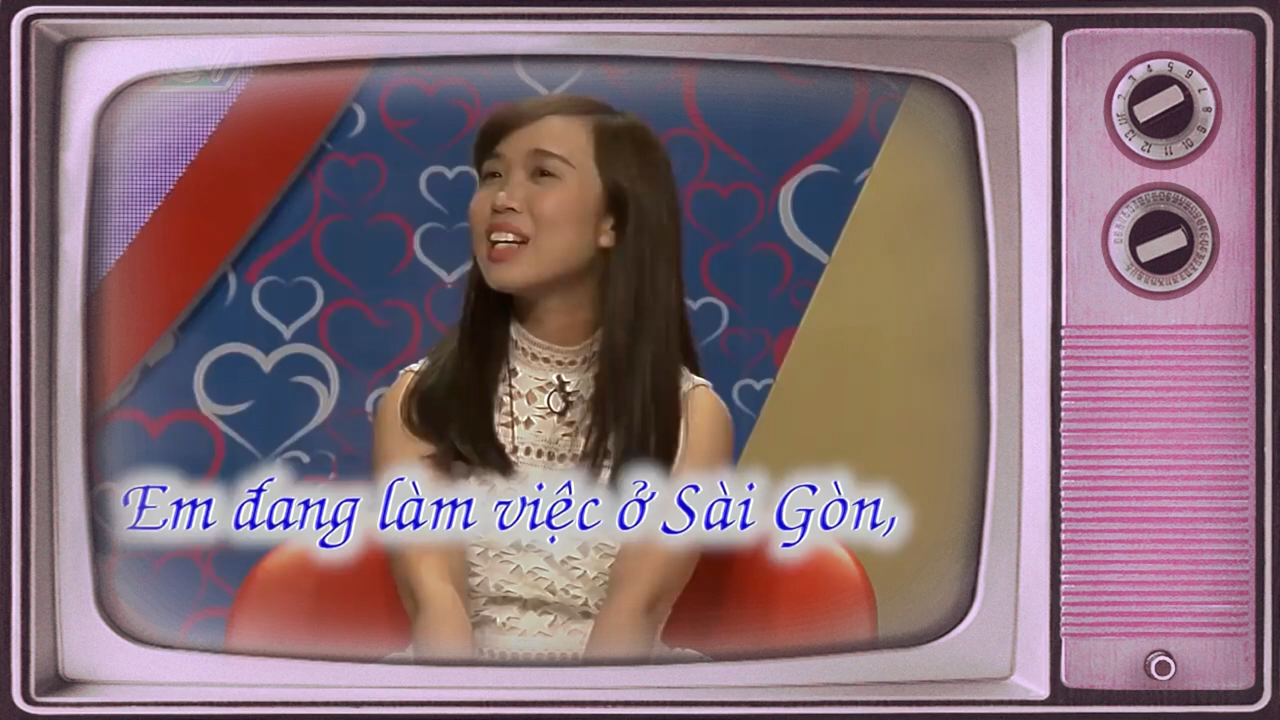 Em đang làm việc ở Sài Gòn,